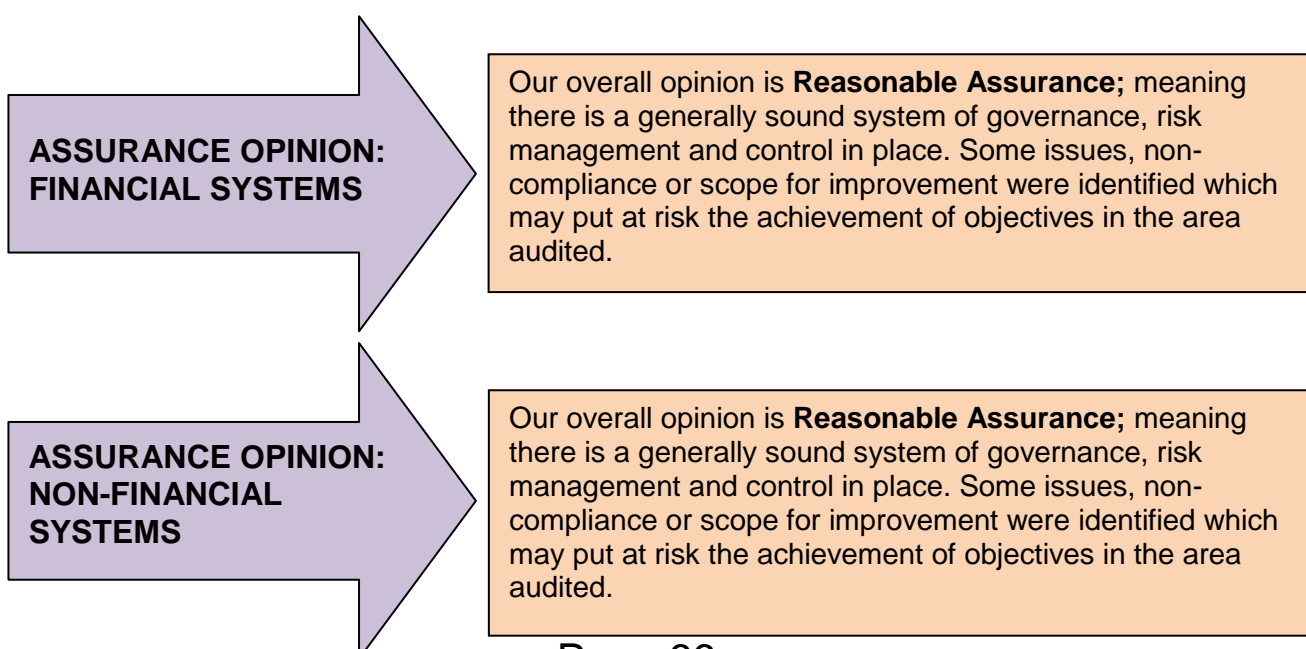 ASSURANCE OPINION:
FINANCIAL SYSTEMS
Our overall opinion is Reasonable Assurance; meaning
there is a generally sound system of governance, risk
management and control in place. Some issues, non-
compliance or scope for improvement were identified which
may put at risk the achievement of objectives in the area
audited.
ASSURANCE OPINION:
NON-FINANCIAL
SYSTEMS
Our overall opinion is Reasonable Assurance; meaning
there is a generally sound system of governance, risk
management and control in place. Some issues, non-
compliance or scope for improvement were identified which
may put at risk the achievement of objectives in the area
audited.